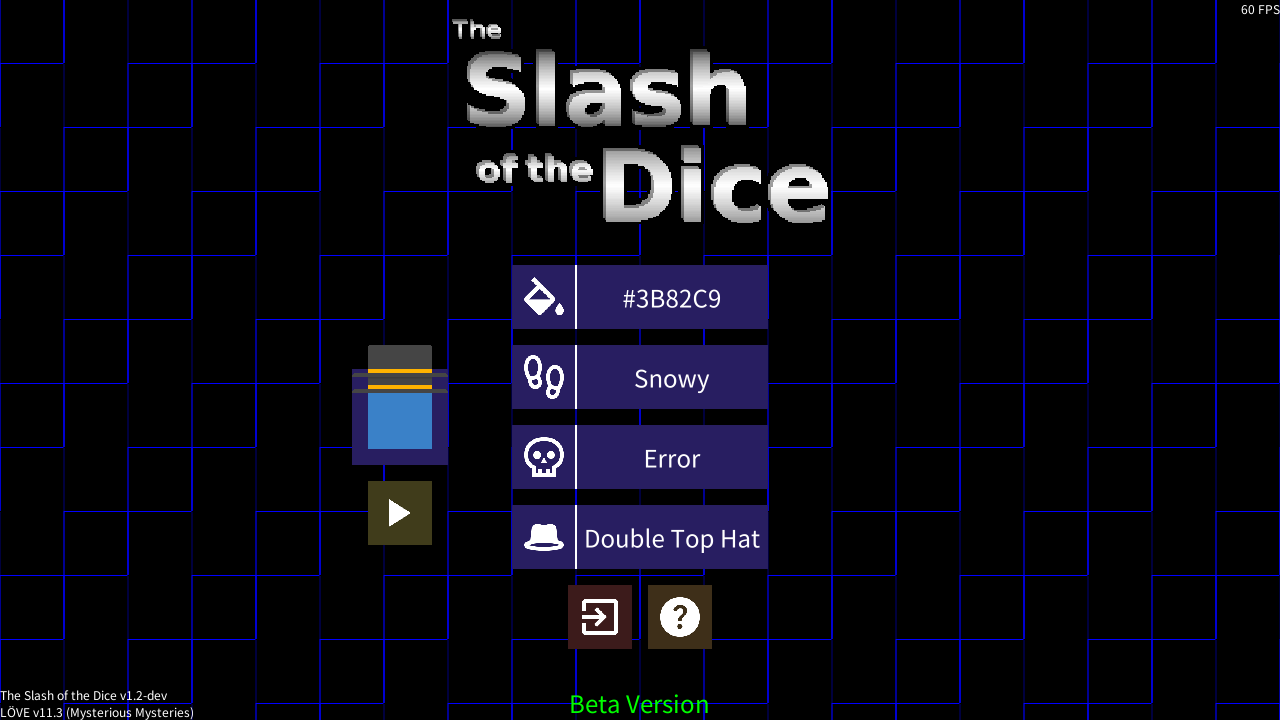 60 FPS
The
Slash
of the Dice
#3B82C9
Snowy
Error
Double Top Hat
?
Beta Version
The Slash of the Dice v1.2-dev
LÖVE v11.3 (Mysterious Mysteries)